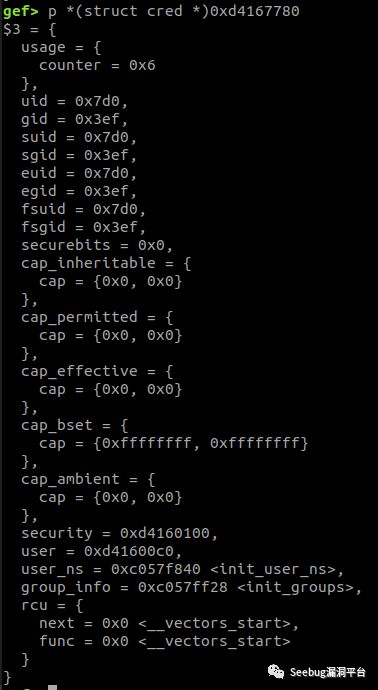 gef> p *(struct cred *)0xd4167780
$3 = {
  usage = {
    counter = 0x6
  },
  uid = 0x7d0,
  gid = 0x3ef,
  suid = 0x7d0,
  sgid = 0x3ef,
  euid = 0x7d0,
  egid = 0x3ef,
  fsuid = 0x7d0,
  fsgid = 0x3ef,
  securebits = 0x0,
  cap_inheritable = {
    cap = {0x0, 0x0}
  },
  cap_permitted = {
    cap = {0x0, 0x0}
  },
  cap_effective = {
    cap = {0x0, 0x0}
  },
  cap_bset = {
    cap = {0xffffffff, 0xffffffff}
  },
  cap_ambient = {
    cap = {0x0, 0x0}
  },
  security = 0xd4160100,
  user = 0xd41600c0,
  user_ns = 0xc057f840 <init_user_ns>,
  group_info = 0xc057ff28 <init_groups>,
  rcu = {
    next = 0x0 <__vectors_start>,
    func = 0x0 <__vectors_start>
  }
}
Seebug漏洞平台